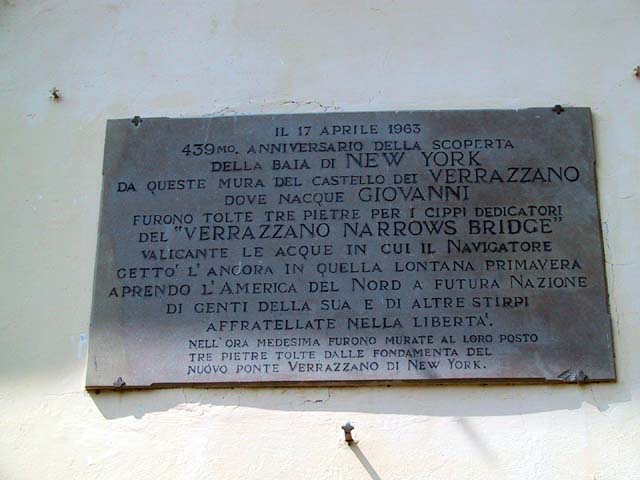 IL 17 APRILE 1963
439MO. ANNIVERSARIO DELLA SCOPERTA
DELLA BAIA DI NEW YORK
DA QUESTE MURA DEL CASTELLO DEI VERRAZZANO
DOVE NACQUE GIOVANNI
FURONO TOLTE TRE PIETRE PER I CIPPI DEDICATORI
DEL "VERRAZZANO NARROWS BRIDGE"
VALICANTE LE ACQUE IN CUI IL NAVIGATORE
GETTO' L'ANCORA IN QUELLA LONTANA PRIMAVERA
APRENDO L'AMERICA DEL NORD A FUTURA NAZIONE
DI GENTI DELLA SUA E DI ALTRE STIRPI
AFFRATELLATE NELLA LIBERTA'.
NELL'ORA MEDESIMA FURONO MURATE AL LORO POSTO
TRE PIETRE TOLTE DALLE FONDAMENTA DEL
NUOVO PONTE VERRAZZANO DI NEW YORK.